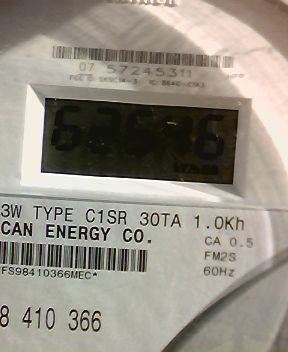 07 57245311
62646
3W TYPE C1SR 30TA 1.0Kh
CAN ENERGY CO.
CA 0.5
FM2S
60Hz
*FS98410366MEC*
8 410 366